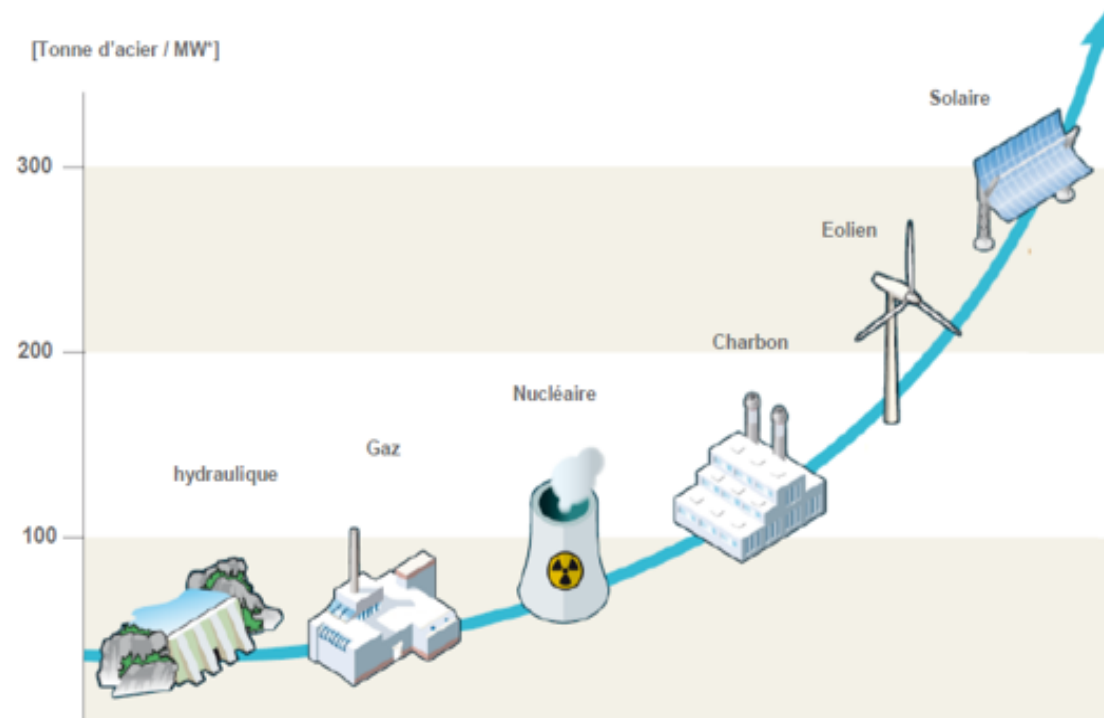 [Tonne d'acier / MW*]
Solaire
300
Eolien
200
Charbon
Nucléaire
Gaz
hydraulique
100